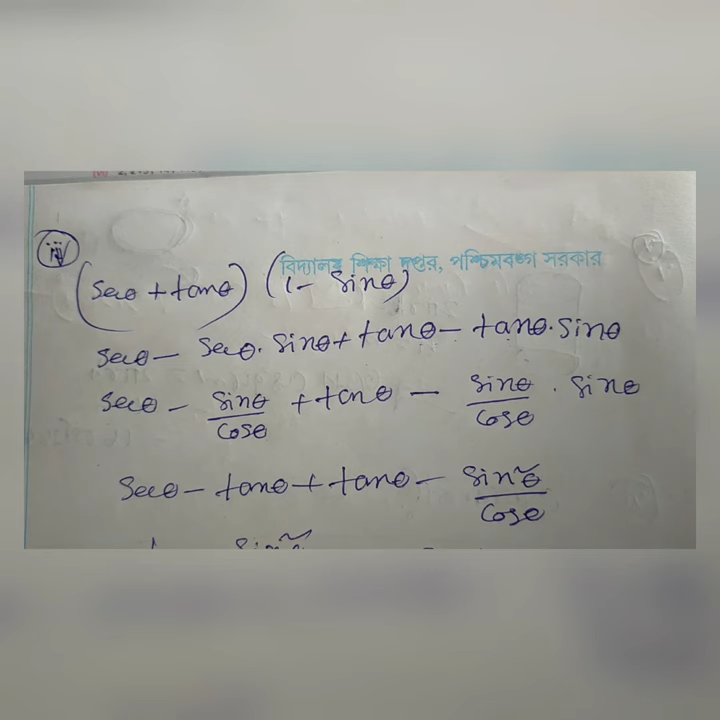 বিদ্যালয় শিক্ষা দপ্তর, পশ্চিমবঙ্গ সরকার
(secθ + tanθ) (1 - sinθ)
secθ - secθ. sinθ + tanθ - tanθ. sinθ
secθ - sinθ/cosθ + tanθ - sinθ/cosθ . sinθ
secθ - tanθ + tanθ - sin²θ/cosθ